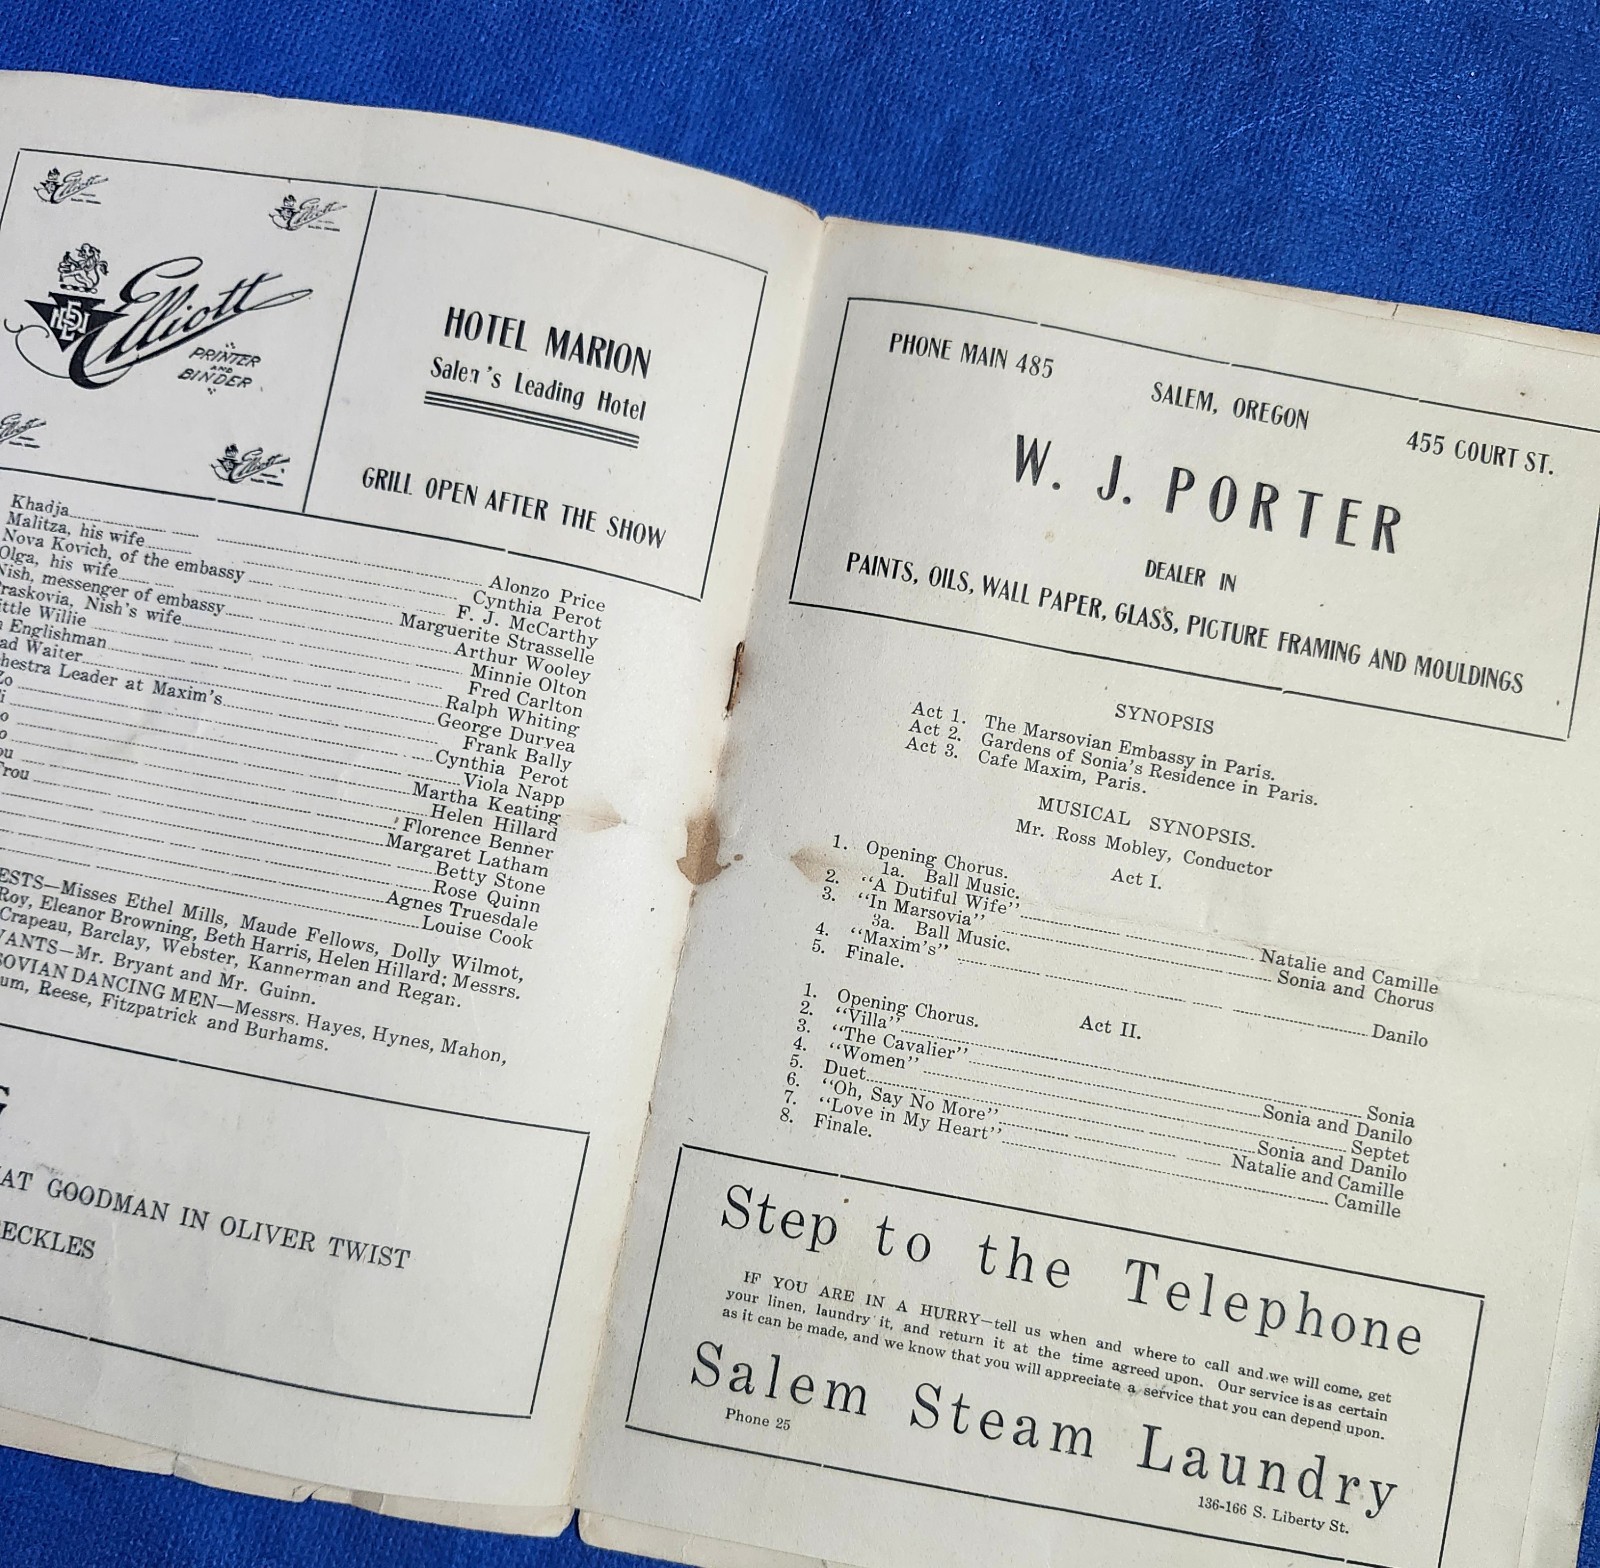 Elliott
PRINTER
AND
BINDER
HOTEL MARION
Salem's Leading Hotel
GRILL OPEN AFTER THE SHOW
Khadja Alonzo Price
Malitza, his wife Cynthia Perot
Nova Kovich, of the embassy F. J. McCarthy
Olga, his wife Marguerite Strasselle
Nish, messenger of embassy Arthur Wooley
raskovia, Nish's wife Minnie Olton
ittle Willie Fred Carlton
Englishman Ralph Whiting
ad Waiter George Duryea
hestra Leader at Maxim's Frank Bally
Zo Cynthia Perot
Viola Napp
Martha Keating
Helen Hillard
Florence Benner
Frou Margaret Latham
Betty Stone
Rose Quinn
Agnes Truesdale
Louise Cook
ESTS—Misses Ethel Mills, Maude Fellows, Dolly Wilmot,
Roy, Eleanor Browning, Beth Harris, Helen Hillard; Messrs.
Crapeau, Barclay, Webster, Kannerman and Regan.
VANTS—Mr. Bryant and Mr. Guinn.
SOVIAN DANCING MEN—Messrs. Hayes, Hynes, Mahon,
um, Reese, Fitzpatrick and Burhams.
G
AT GOODMAN IN OLIVER TWIST
ECKLES
PHONE MAIN 485
SALEM, OREGON
455 COURT ST.
W. J. PORTER
DEALER IN
PAINTS, OILS, WALL PAPER, GLASS, PICTURE FRAMING AND MOULDINGS
SYNOPSIS
Act 1. The Marsovian Embassy in Paris.
Act 2. Gardens of Sonia's Residence in Paris.
Act 3. Cafe Maxim, Paris.
MUSICAL SYNOPSIS.
Mr. Ross Mobley, Conductor
Act I.
1. Opening Chorus.
1a. Ball Music.
2. "A Dutiful Wife" Natalie and Camille
3. "In Marsovia" Sonia and Chorus
3a. Ball Music.
4. "Maxim's" Danilo
5. Finale.
Act II.
1. Opening Chorus.
2. "Villa" Sonia
3. "The Cavalier" Sonia and Danilo
4. "Women" Septet
5. Duet Sonia and Danilo
6. "Oh, Say No More" Natalie and Camille
7. "Love in My Heart" Camille
8. Finale.
Step to the Telephone
IF YOU ARE IN A HURRY—tell us when and where to call and we will come, get
your linen, laundry it, and return it at the time agreed upon. Our service is as certain
as it can be made, and we know that you will appreciate a service that you can depend upon.
Salem Steam Laundry
Phone 25
136-166 S. Liberty St.